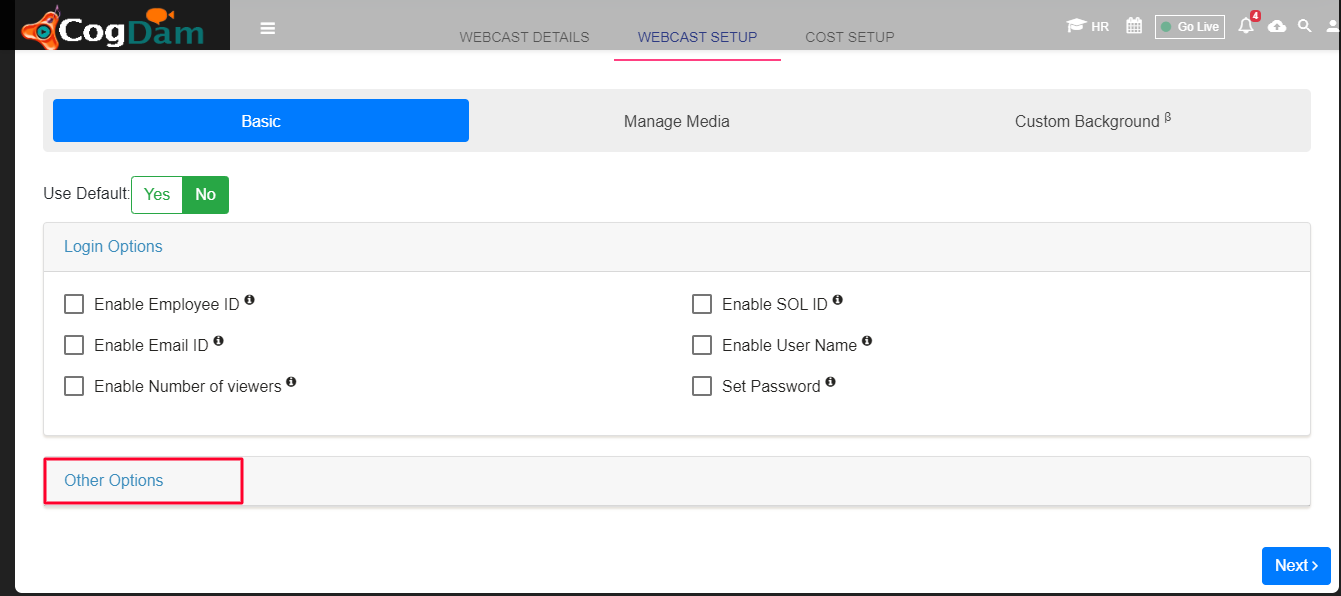 CogDam
WEBCAST DETAILS WEBCAST SETUP COST SETUP
HR
Go Live
4
Basic Manage Media Custom Background β
Use Default: Yes No
Login Options
Enable Employee ID Enable SOL ID
Enable Email ID Enable User Name
Enable Number of viewers Set Password
Other Options
Next ›